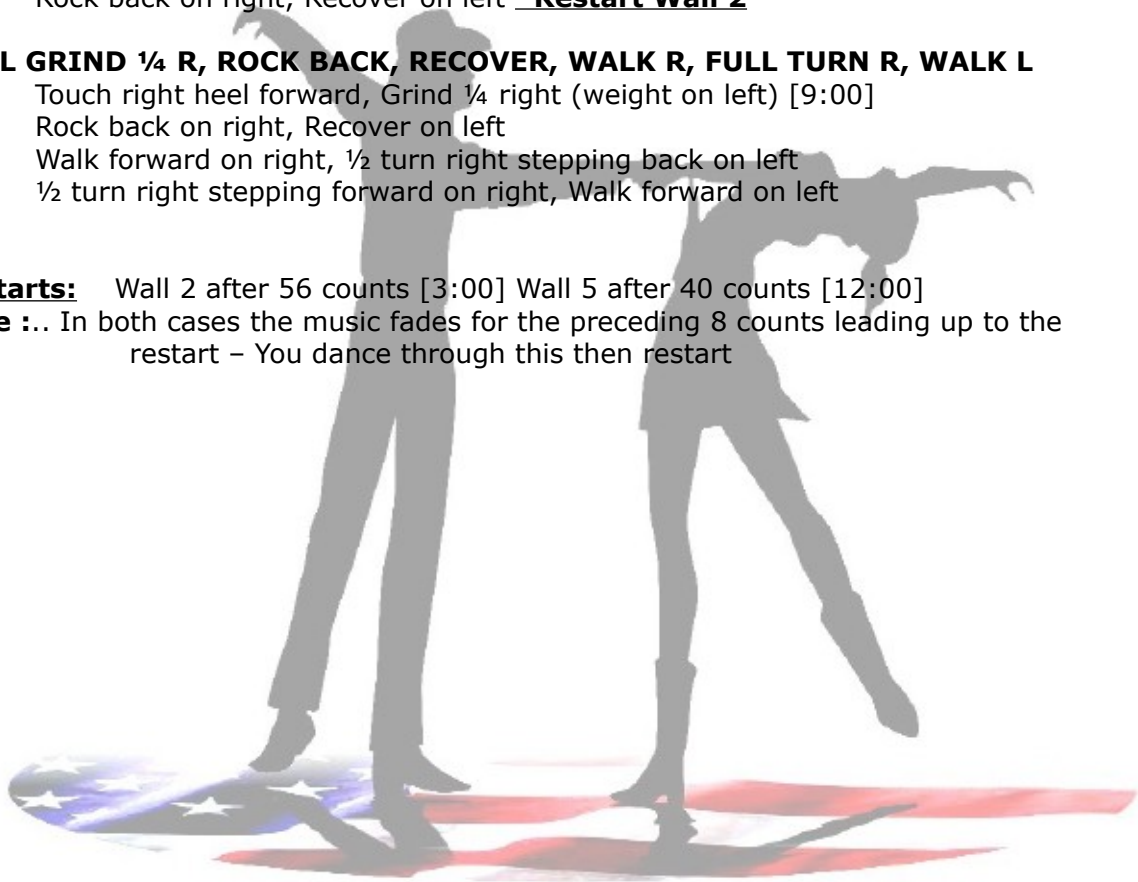 Rock back on right, Recover on left *Restart Wall 2
L GRIND ¼ R, ROCK BACK, RECOVER, WALK R, FULL TURN R, WALK L
Touch right heel forward, Grind ¼ right (weight on left) [9:00]
Rock back on right, Recover on left
Walk forward on right, ½ turn right stepping back on left
½ turn right stepping forward on right, Walk forward on left
tarts: Wall 2 after 56 counts [3:00] Wall 5 after 40 counts [12:00]
e :.. In both cases the music fades for the preceding 8 counts leading up to the
restart – You dance through this then restart